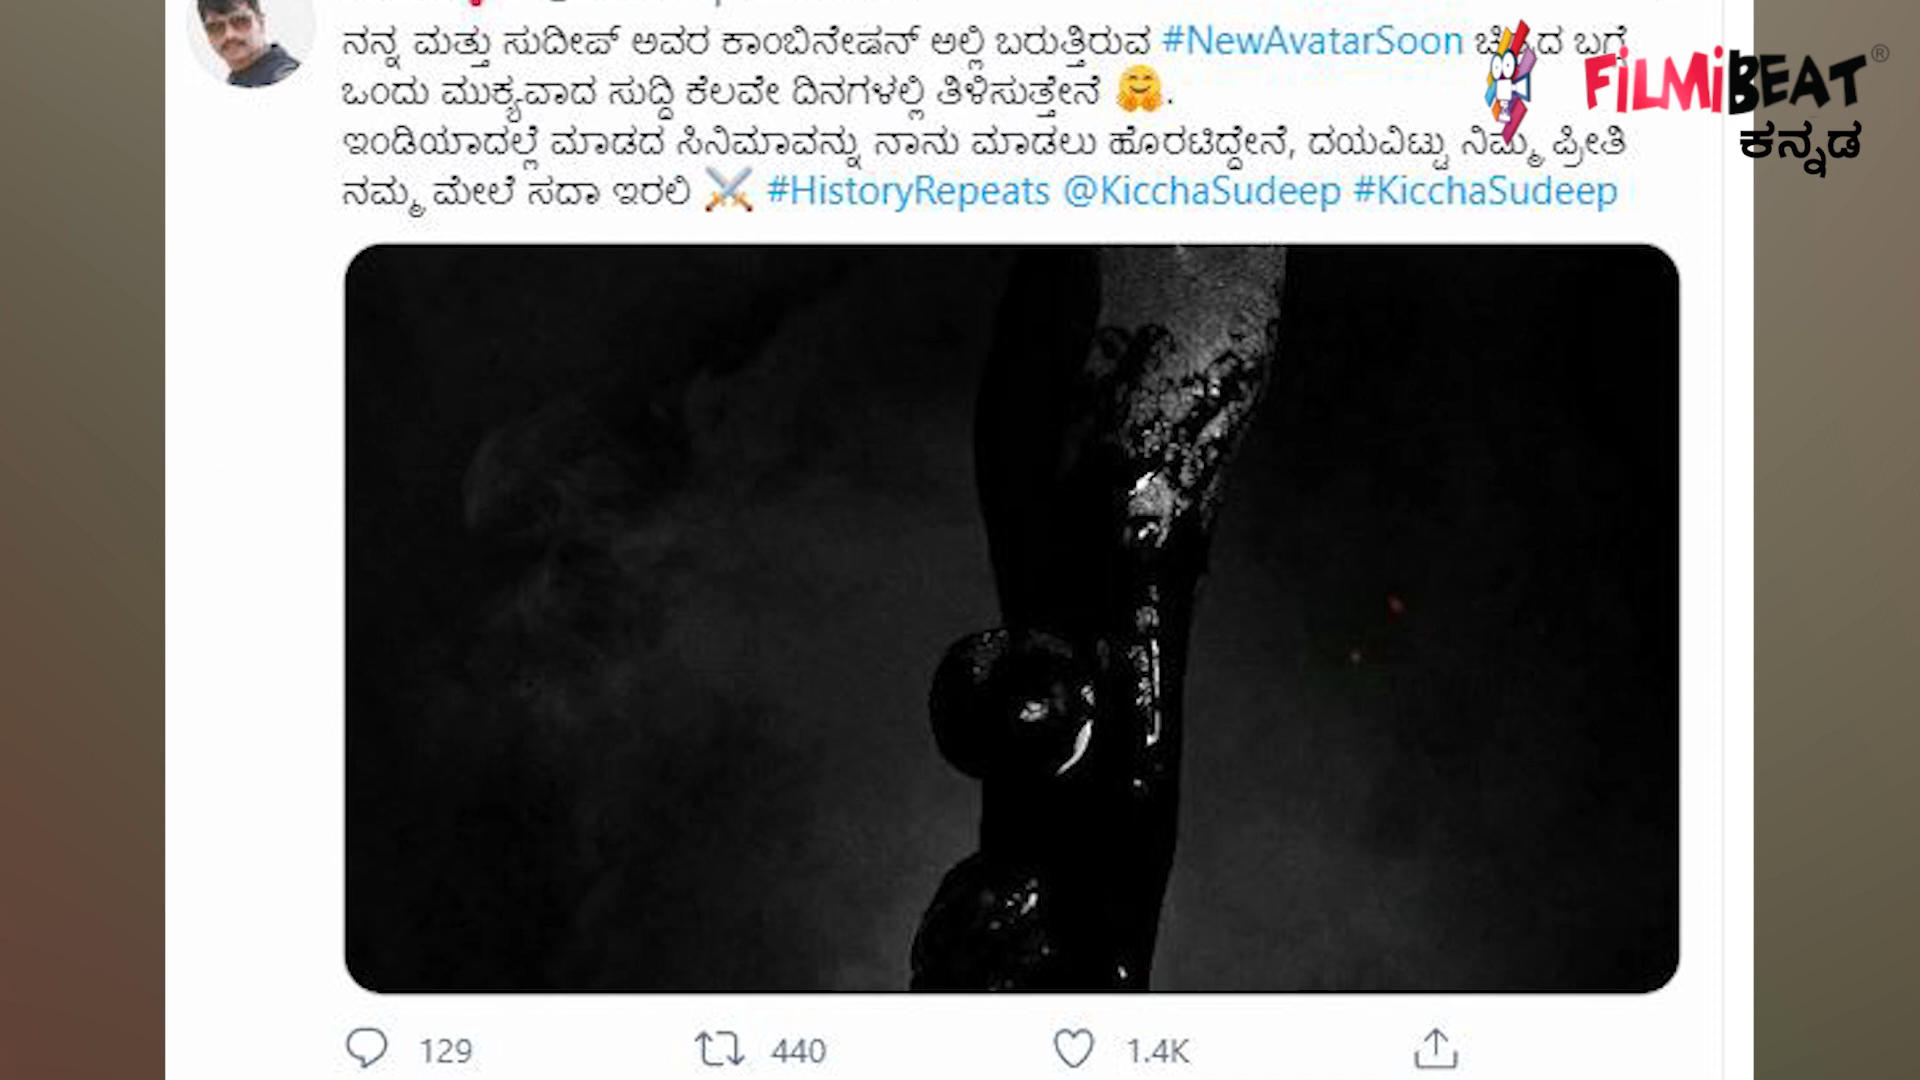 ನನ್ನ ಮತ್ತು ಸುದೀಪ್ ಅವರ ಕಾಂಬಿನೇಷನ್ ಅಲ್ಲಿ ಬರುತ್ತಿರುವ #NewAvatarSoon ಬಗ್ಗೆ
ಒಂದು ಮುಕ್ಯವಾದ ಸುದ್ದಿ ಕೆಲವೇ ದಿನಗಳಲ್ಲಿ ತಿಳಿಸುತ್ತೇನೆ 🤗.
ಇಂಡಿಯಾದಲ್ಲೆ ಮಾಡದ ಸಿನಿಮಾವನ್ನು ನಾನು ಮಾಡಲು ಹೊರಟಿದ್ದೇನೆ, ದಯವಿಟ್ಟು ನಿಮ್ಮ ಪ್ರೀತಿ
ನಮ್ಮ ಮೇಲೆ ಸದಾ ಇರಲಿ ⚔️ #HistoryRepeats @KicchaSudeep #KicchaSudeep
FILMiBEAT®
ಕನ್ನಡ
129 440 1.4K